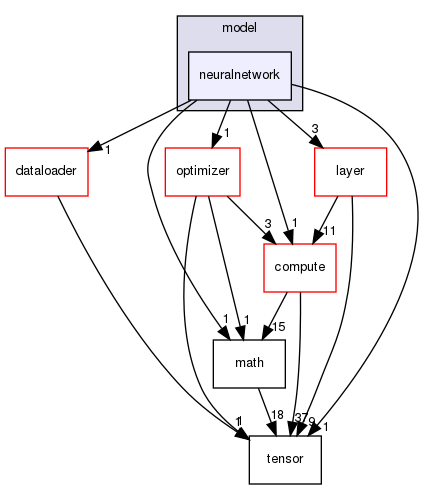 model
neuralnetwork
1
1
3
dataloader
optimizer
layer
3
1
11
compute
1
1
15
math
18
37
9
1
1
1
tensor